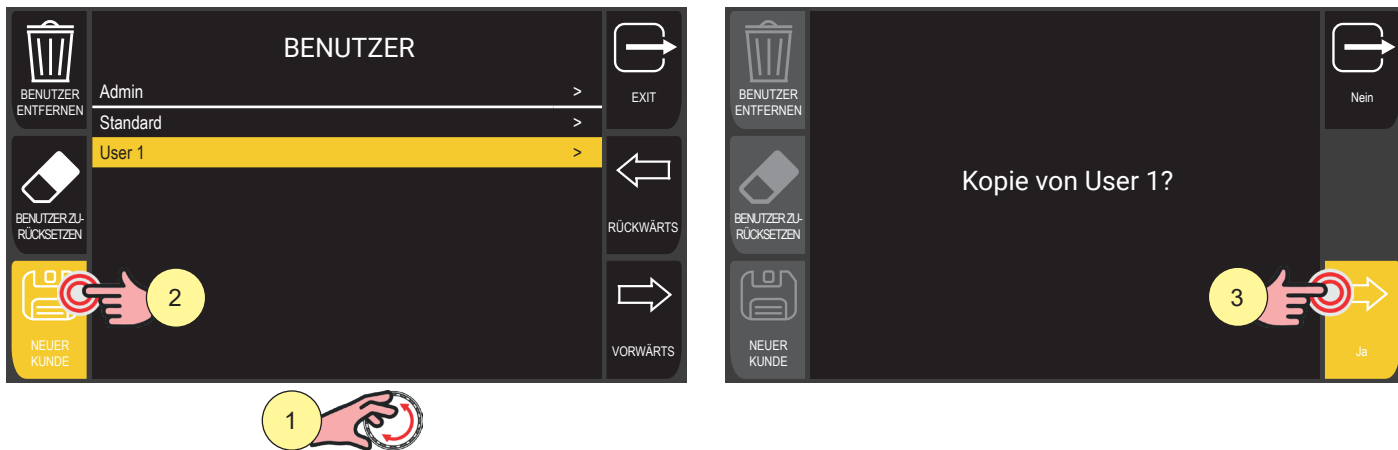 BENUTZER
BENUTZER
ENTFERNEN
Admin >
Standard >
User 1 >
EXIT
BENUTZER ZU-
RÜCKSETZEN
RÜCKWÄRTS
2
NEUER
KUNDE
VORWÄRTS
1
BENUTZER
ENTFERNEN
Nein
Kopie von User 1?
BENUTZER ZU-
RÜCKSETZEN
3
NEUER
KUNDE
Ja